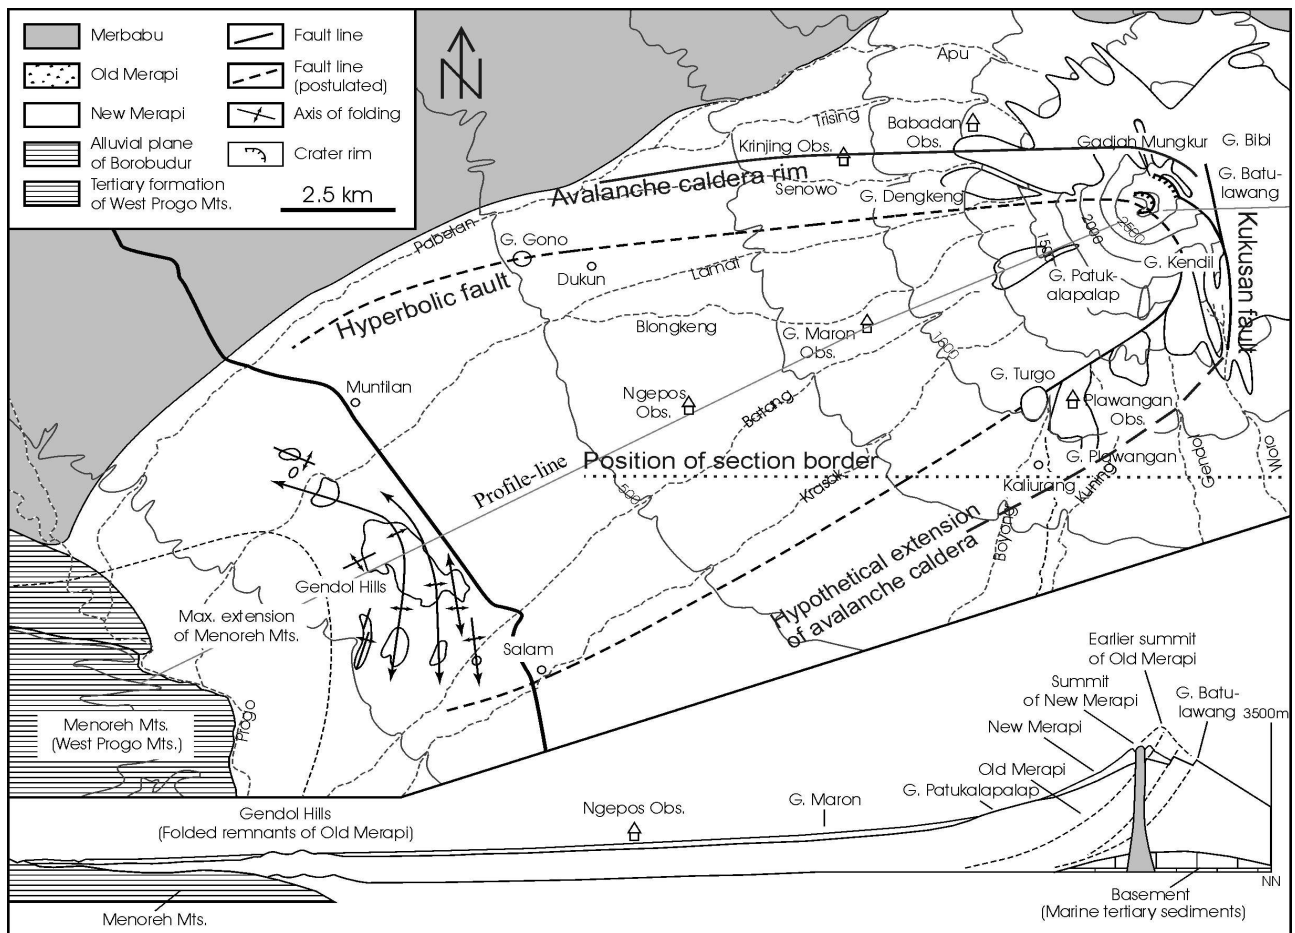 Merbabu
Old Merapi
New Merapi
Alluvial plane
of Borobudur
Tertiary formation
of West Progo Mts.
Fault line
Fault line
(postulated)
Axis of folding
Crater rim
2.5 km
N
Apu
Trising
Babadan
Obs.
Krinjing Obs.
Gadjah Mungkur
G. Bibi
Avalanche caldera rim
Senowo
G. Dengkeng
G. Batu-
lawang
Pabelan
G. Gono
Dukun
Lamat
1500
2000
2500
G. Kendil
Kukusan fault
G. Patuk-
alapalap
Hyperbolic fault
Blongkeng
G. Maron
Obs.
1000
Muntilan
Ngepos
Obs.
Batang
G. Turgo
Plawangan
Obs.
G. Plawangan
Profile-line
Position of section border
500
Krasak
Kaliurang
Kuning
Gendol
Woro
Boyong
Hypothetical extension
of avalanche caldera
Gendol Hills
Max. extension
of Menoreh Mts.
Salam
Progo
Menoreh Mts.
(West Progo Mts.)
Earlier summit
of Old Merapi
Summit
of New Merapi
G. Batu-
lawang
3500m
New Merapi
Old Merapi
G. Patukalapalap
G. Maron
Ngepos Obs.
Gendol Hills
(Folded remnants of Old Merapi)
NN
Menoreh Mts.
Basement
(Marine tertiary sediments)